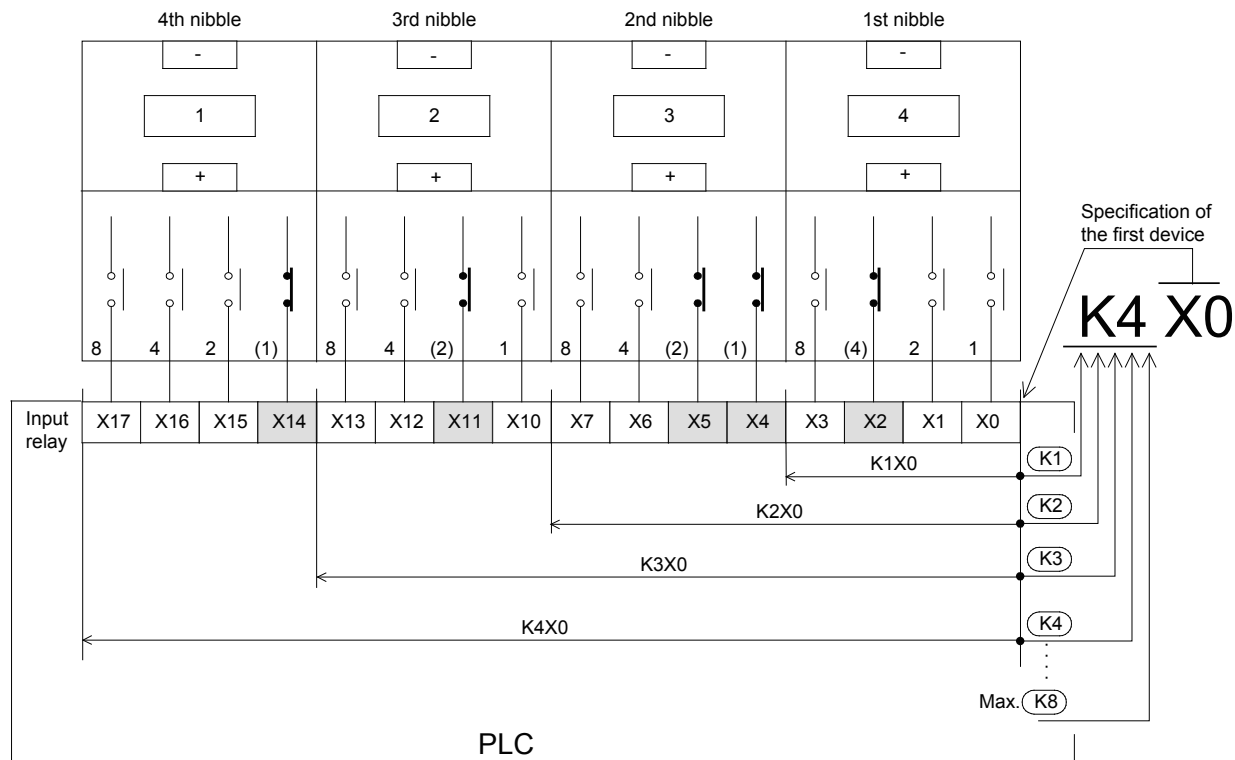 4th nibble 3rd nibble 2nd nibble 1st nibble
- - - -
1 2 3 4
+ + + +
Specification of
the first device
K4 X0
8 4 2 (1) 8 4 (2) 1 8 4 (2) (1) 8 (4) 2 1
Input
relay
X17 X16 X15 X14 X13 X12 X11 X10 X7 X6 X5 X4 X3 X2 X1 X0
K1X0 K1
K2X0 K2
K3X0 K3
K4X0 K4
Max. K8
PLC